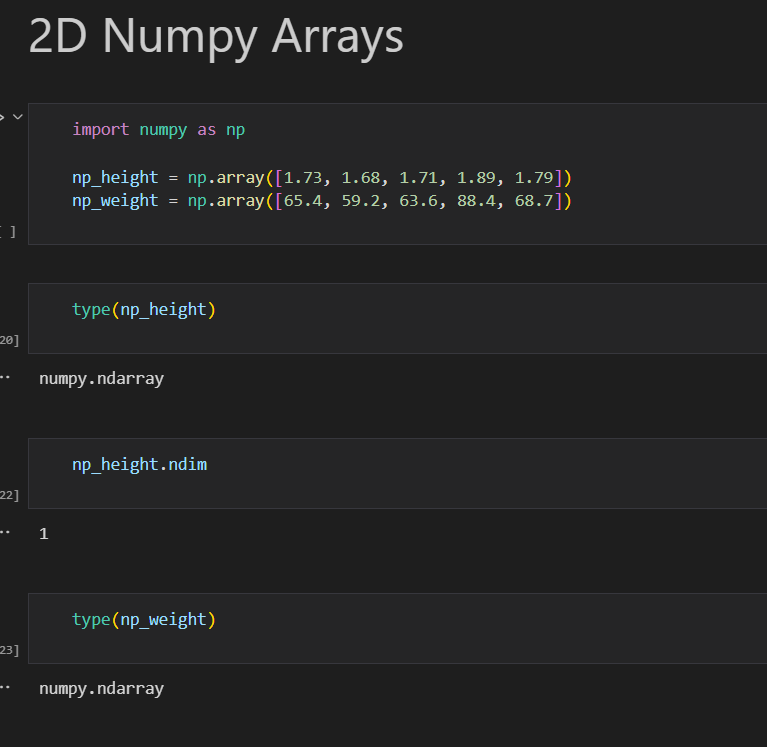 2D Numpy Arrays
import numpy as np
np_height = np.array([1.73, 1.68, 1.71, 1.89, 1.79])
np_weight = np.array([65.4, 59.2, 63.6, 88.4, 68.7])
[ ]
type(np_height)
20]
numpy.ndarray
np_height.ndim
22]
1
type(np_weight)
23]
numpy.ndarray